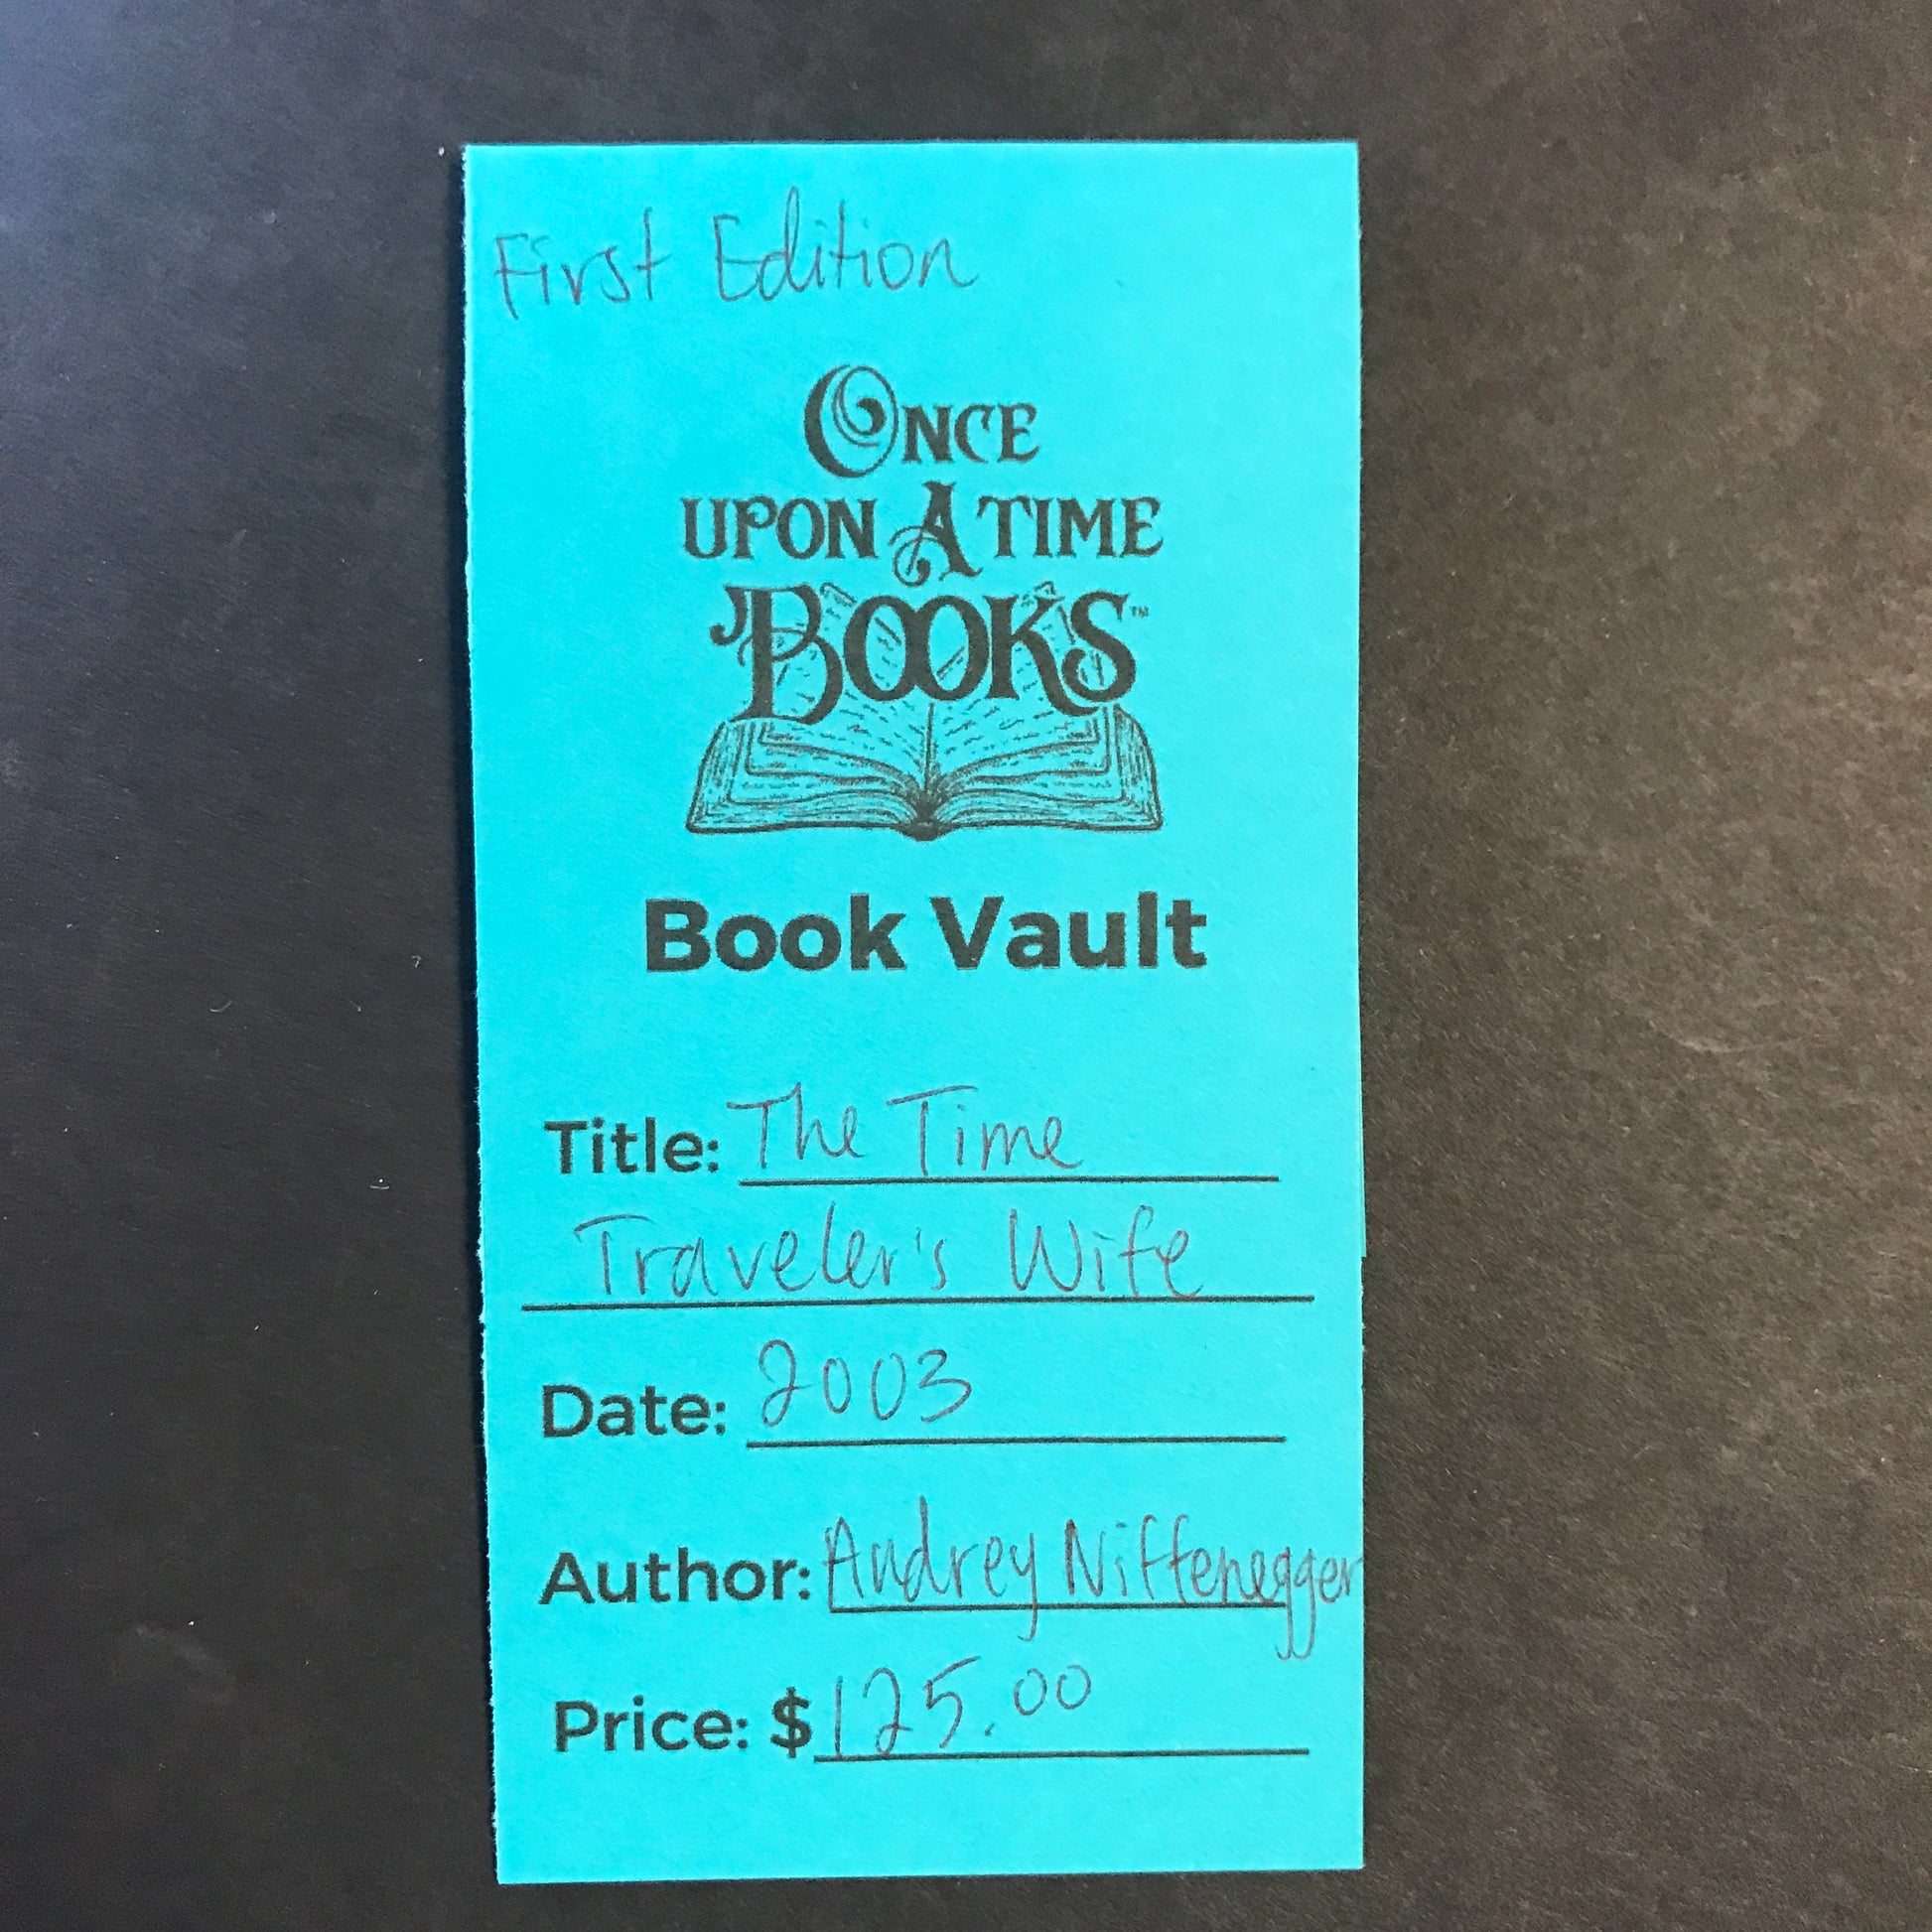 First Edition
ONCE
UPON A TIME
BOOKS™
Book Vault
Title: The Time
Traveler's Wife
Date: 2003
Author: Audrey Niffenegger
Price: $125.00